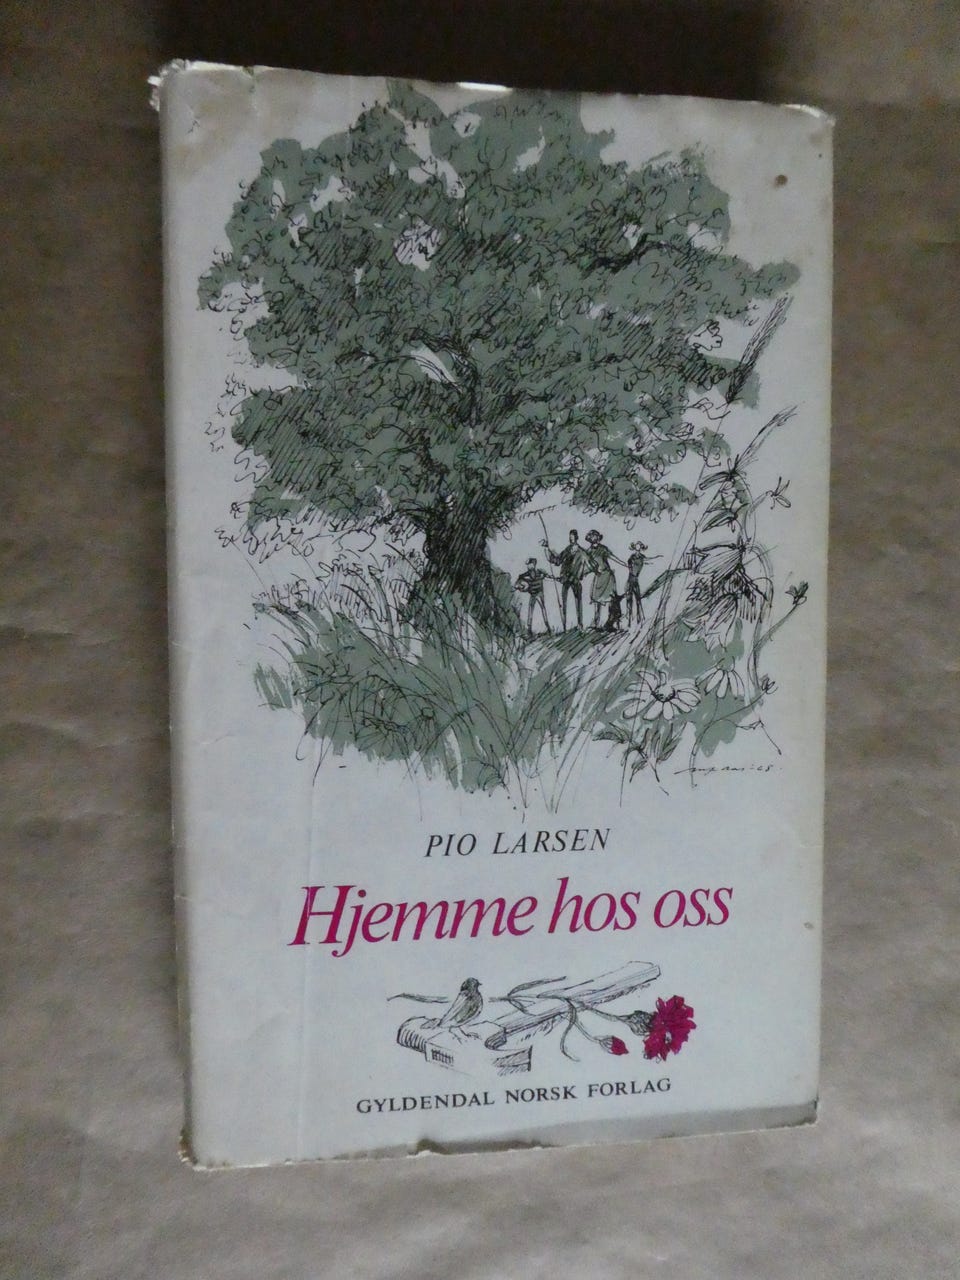 PIO LARSEN
Hjemme hos oss
GYLDENDAL NORSK FORLAG